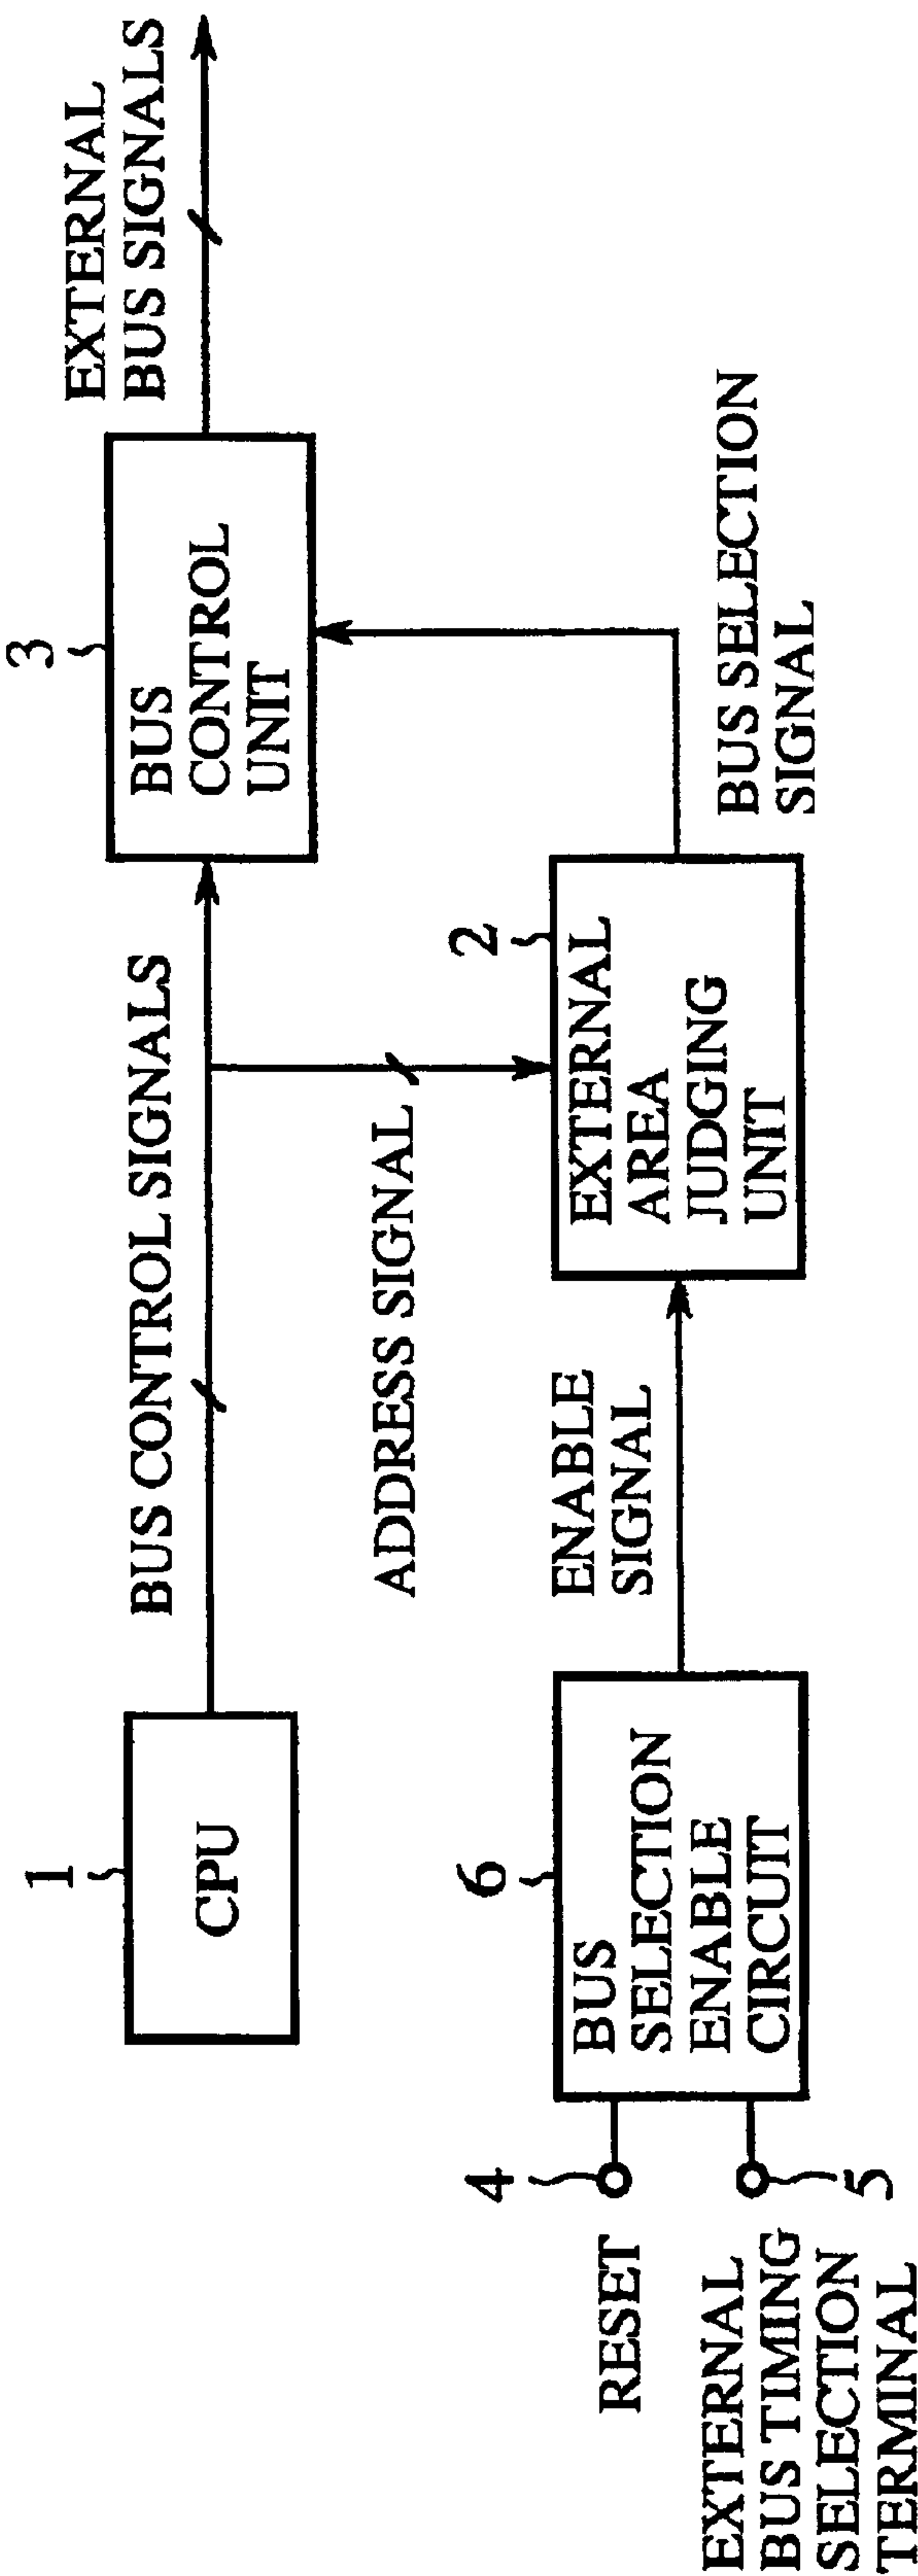 EXTERNAL
BUS SIGNALS
3
BUS
CONTROL
UNIT
BUS CONTROL SIGNALS
1
CPU
ADDRESS SIGNAL
2
EXTERNAL
AREA
JUDGING
UNIT
BUS SELECTION
SIGNAL
ENABLE
SIGNAL
6
BUS
SELECTION
ENABLE
CIRCUIT
4
RESET
5
EXTERNAL
BUS TIMING
SELECTION
TERMINAL